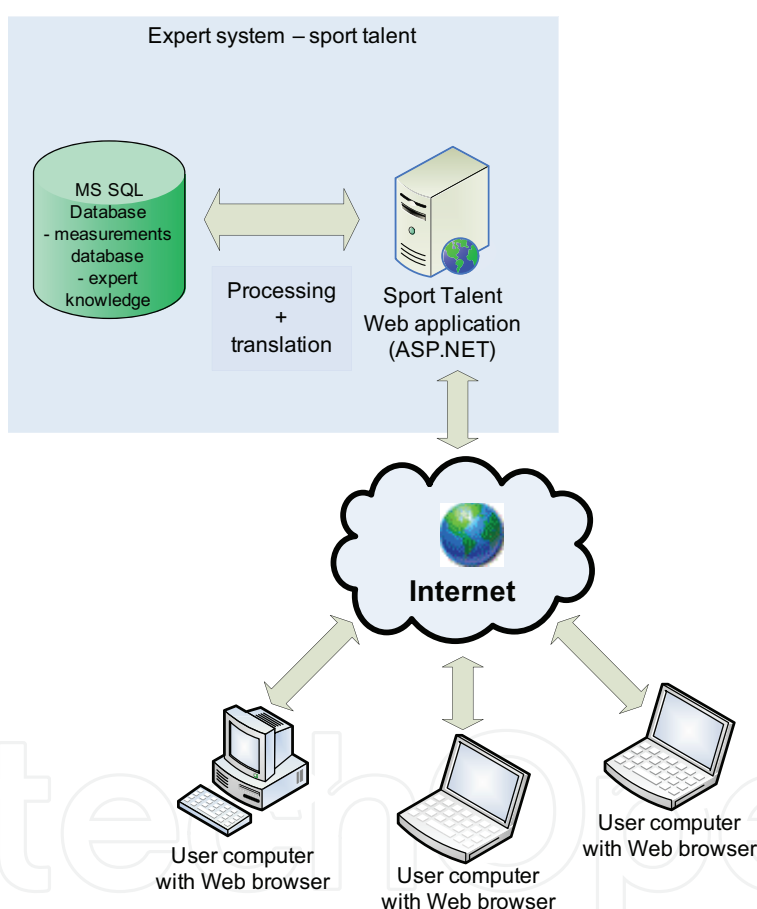 Expert system – sport talent
MS SQL
Database
- measurements
database
- expert
knowledge
Processing
+
translation
Sport Talent
Web application
(ASP.NET)
Internet
User computer
with Web browser
User computer
with Web browser
User computer
with Web browser